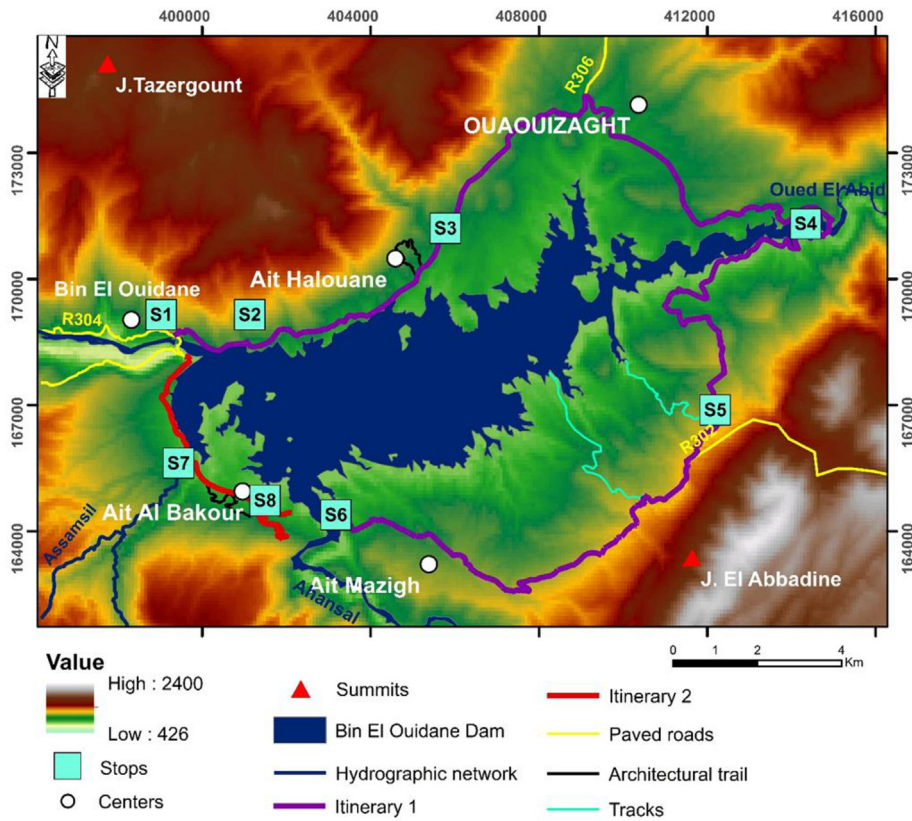 400000 404000 408000 412000 416000
N
J.Tazergount
R306
OUAOUIZAGHT
173000
173000
Oued El Abid
S4
S3
Ait Halouane
170000
170000
Bin El Ouidane
S1
S2
R304
167000
167000
S5
R302
S7
S8
S6
Ait Al Bakour
Assamsil
164000
164000
Ait Mazigh
Ahansal
J. El Abbadine
Value
High : 2400
Low : 426
Stops
Centers
Summits
Bin El Ouidane Dam
Hydrographic network
Itinerary 1
0 1 2 4
Km
Itinerary 2
Paved roads
Architectural trail
Tracks